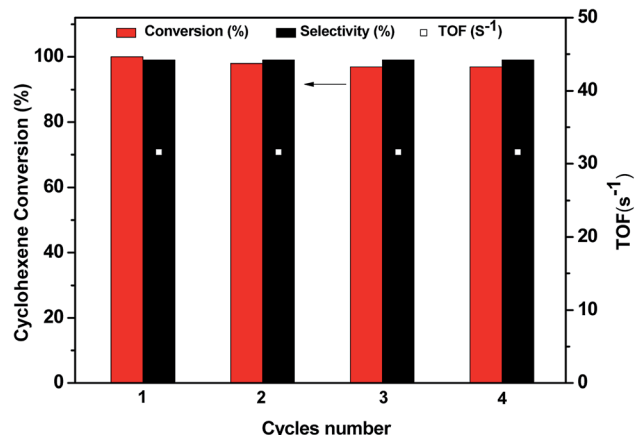 Conversion (%) Selectivity (%) TOF (S-1)
Cyclohexene Conversion (%)
100
80
60
40
20
0
50
40
30
20
10
0
TOF(s-1)
1 2 3 4
Cycles number